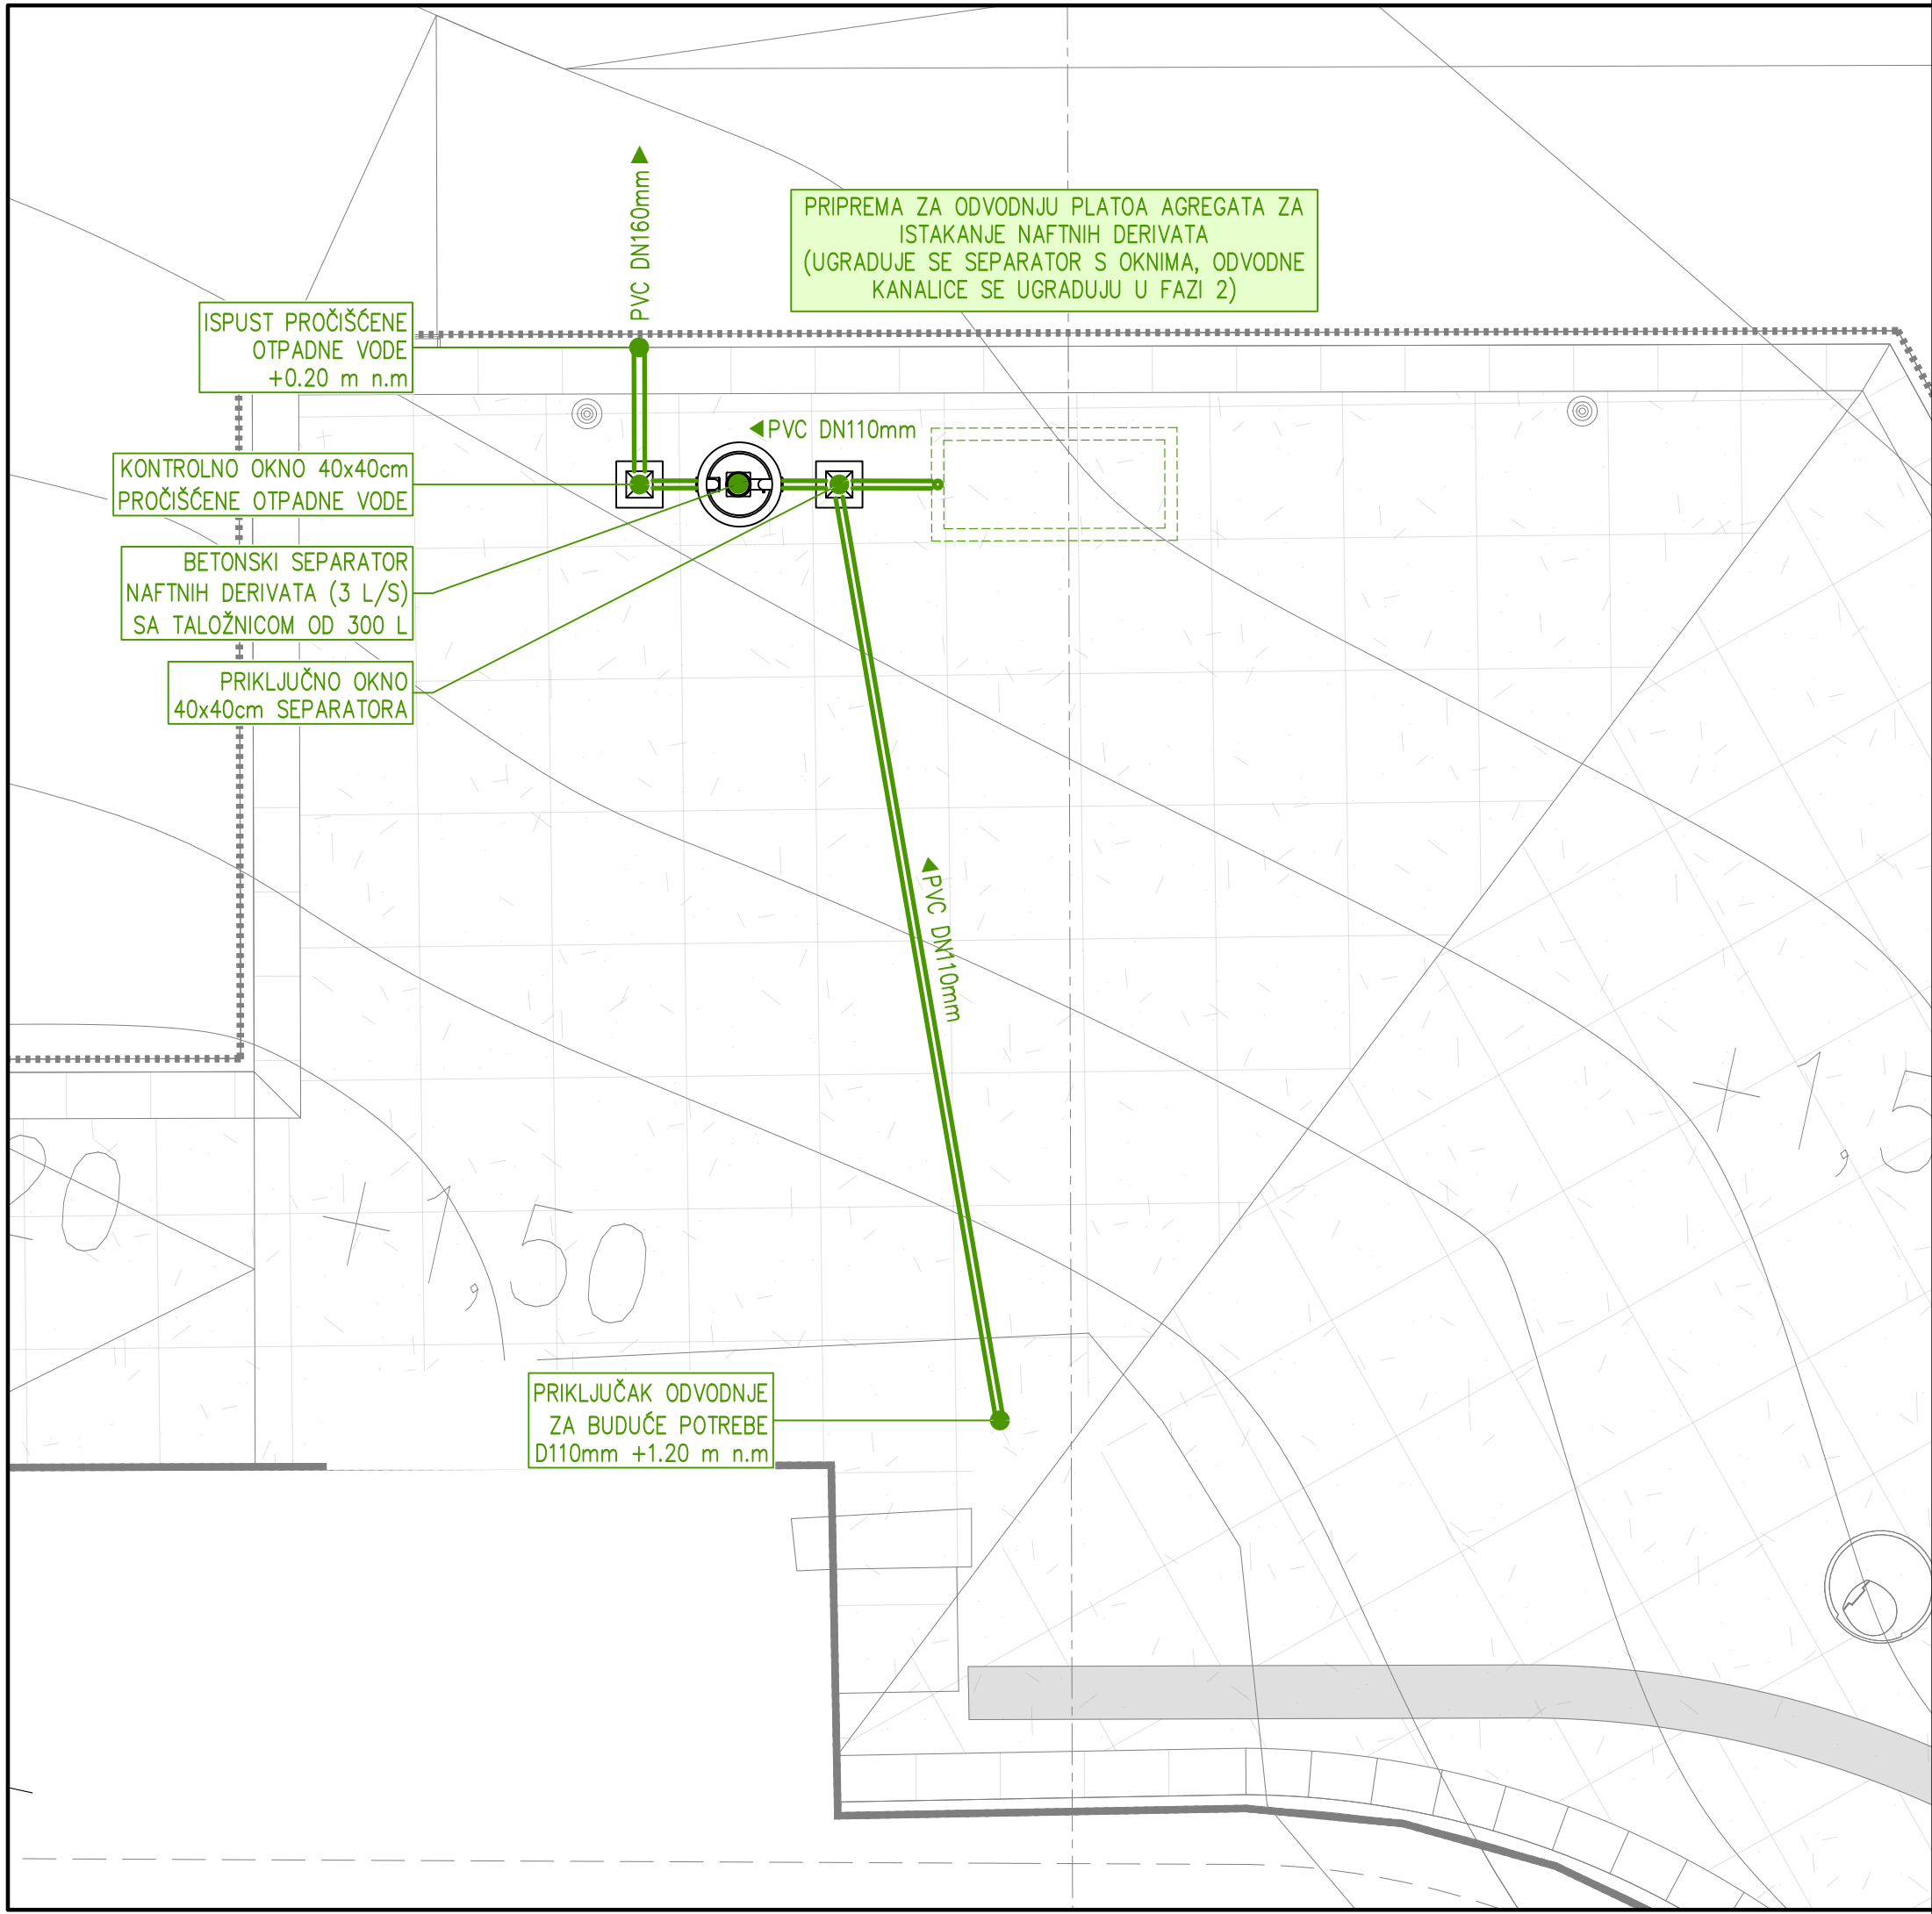 PVC DN160mm
PRIPREMA ZA ODVODNJU PLATOA AGREGATA ZA
ISTAKANJE NAFTNIH DERIVATA
(UGRADUJE SE SEPARATOR S OKNIMA, ODVODNE
KANALICE SE UGRADUJU U FAZI 2)
ISPUST PROČIŠĆENE
OTPADNE VODE
+0.20 m n.m
PVC DN110mm
KONTROLNO OKNO 40x40cm
PROČIŠĆENE OTPADNE VODE
BETONSKI SEPARATOR
NAFTNIH DERIVATA (3 L/S)
SA TALOŽNICOM OD 300 L
PRIKLJUČNO OKNO
40x40cm SEPARATORA
PVC DN110mm
+1,50
PRIKLJUČAK ODVODNJE
ZA BUDUĆE POTREBE
D110mm +1.20 m n.m